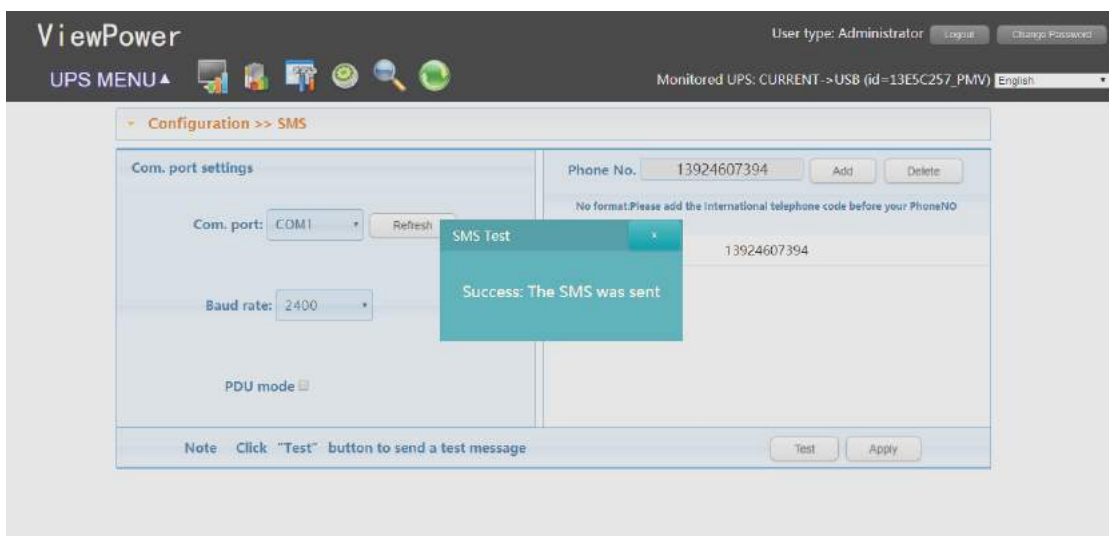 ViewPower
User type: Administrator Logout Change Password
UPS MENU▲
Monitored UPS: CURRENT->USB (id=13E5C257_PMV) English
Configuration >> SMS
Com. port settings
Com. port: COM1 Refresh
Baud rate: 2400
PDU mode
Phone No. 13924607394 Add Delete
No format:Please add the international telephone code before your PhoneNO
13924607394
SMS Test x
Success: The SMS was sent
Note Click "Test" button to send a test message
Test Apply